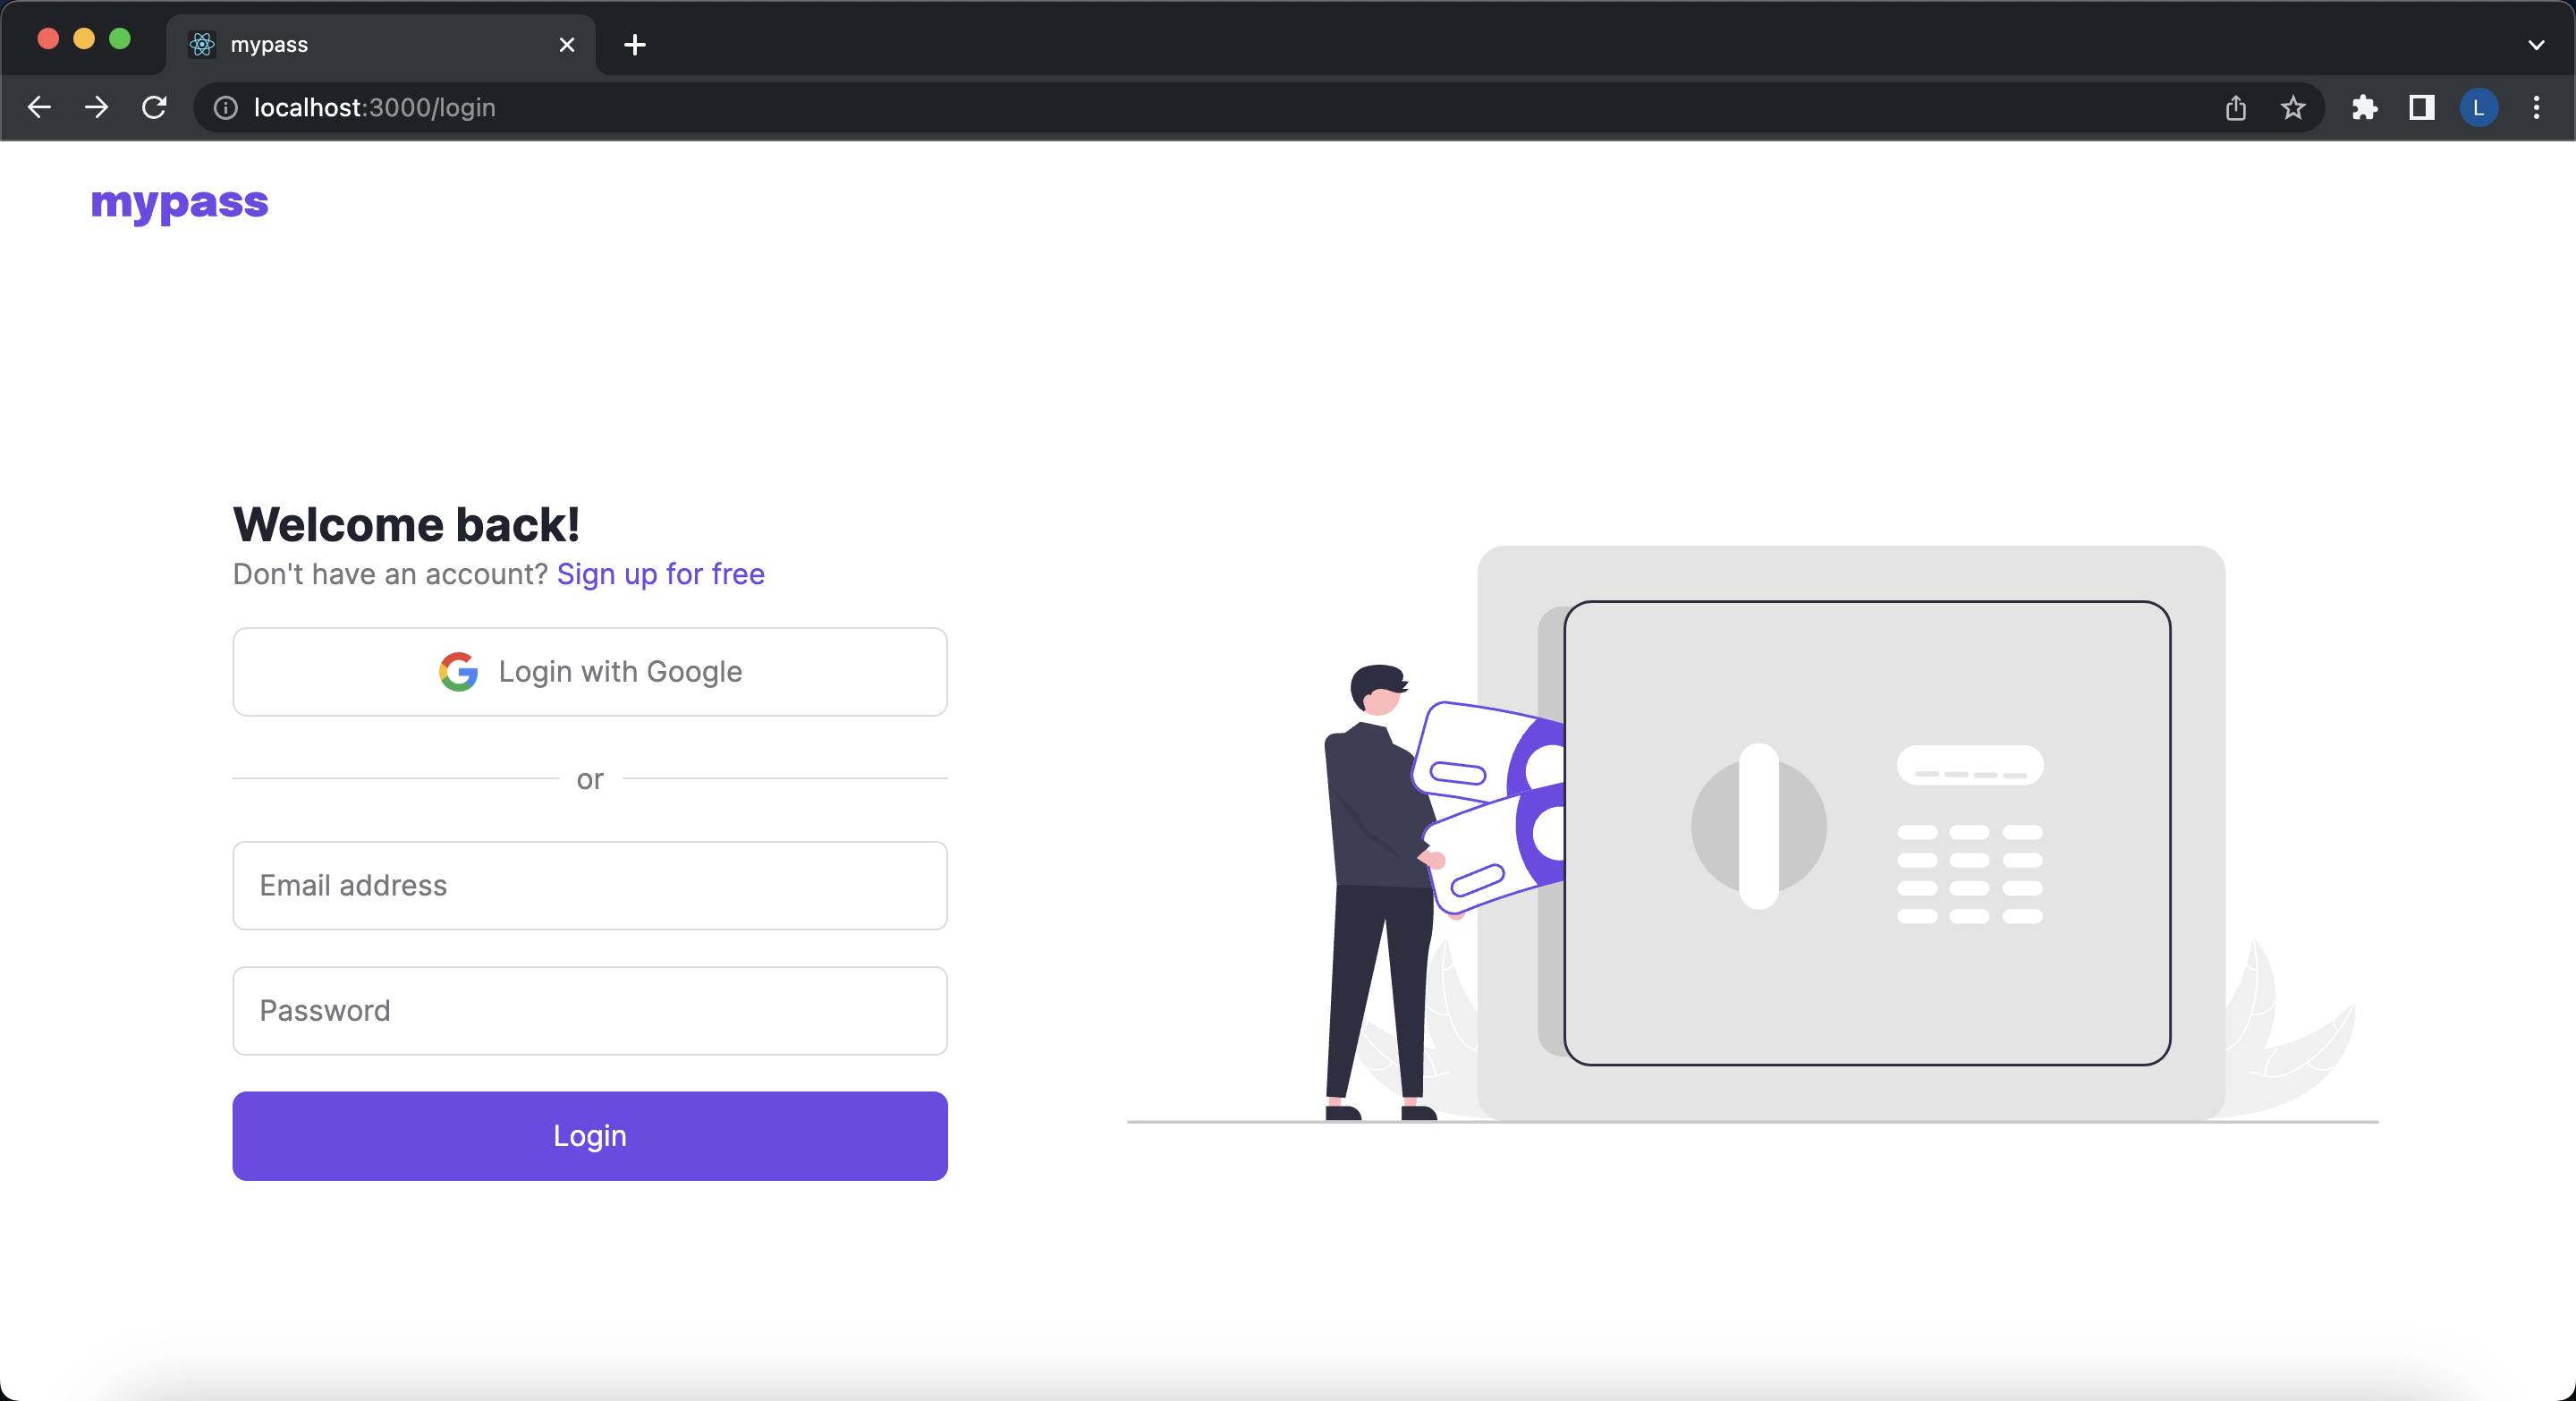 mypass
localhost:3000/login
L
mypass
Welcome back!
Don't have an account? Sign up for free
Login with Google
or
Email address
Password
Login